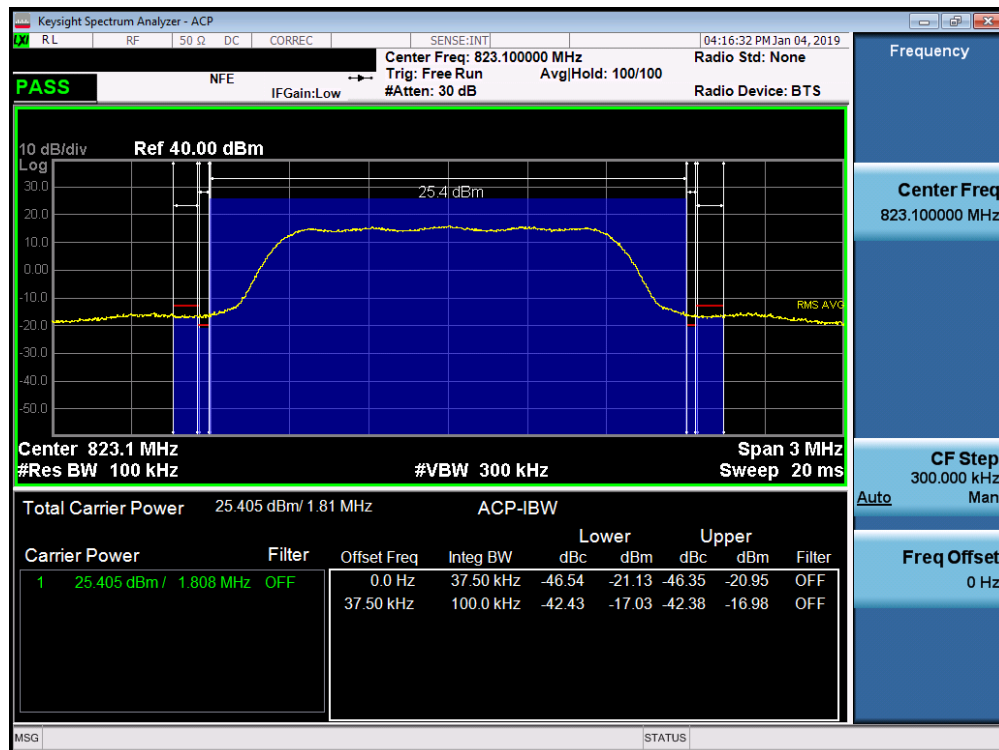 Keysight Spectrum Analyzer - ACP
LXI RL RF 50 Ω DC CORREC SENSE:INT 04:16:32 PM Jan 04, 2019
Center Freq: 823.100000 MHz Radio Std: None
NFE Trig: Free Run Avg|Hold: 100/100
PASS IFGain:Low #Atten: 30 dB Radio Device: BTS
10 dB/div Ref 40.00 dBm
Log
30.0
25.4 dBm
20.0
10.0
0.00
-10.0
RMS AVG
-20.0
-30.0
-40.0
-50.0
Center 823.1 MHz Span 3 MHz
#Res BW 100 kHz #VBW 300 kHz Sweep 20 ms
Total Carrier Power 25.405 dBm/ 1.81 MHz ACP-IBW
Lower Upper
Carrier Power Filter Offset Freq Integ BW dBc dBm dBc dBm Filter
1 25.405 dBm / 1.808 MHz OFF 0.0 Hz 37.50 kHz -46.54 -21.13 -46.35 -20.95 OFF
37.50 kHz 100.0 kHz -42.43 -17.03 -42.38 -16.98 OFF
MSG STATUS
Frequency
Center Freq
823.100000 MHz
CF Step
300.000 kHz
Auto Man
Freq Offset
0 Hz